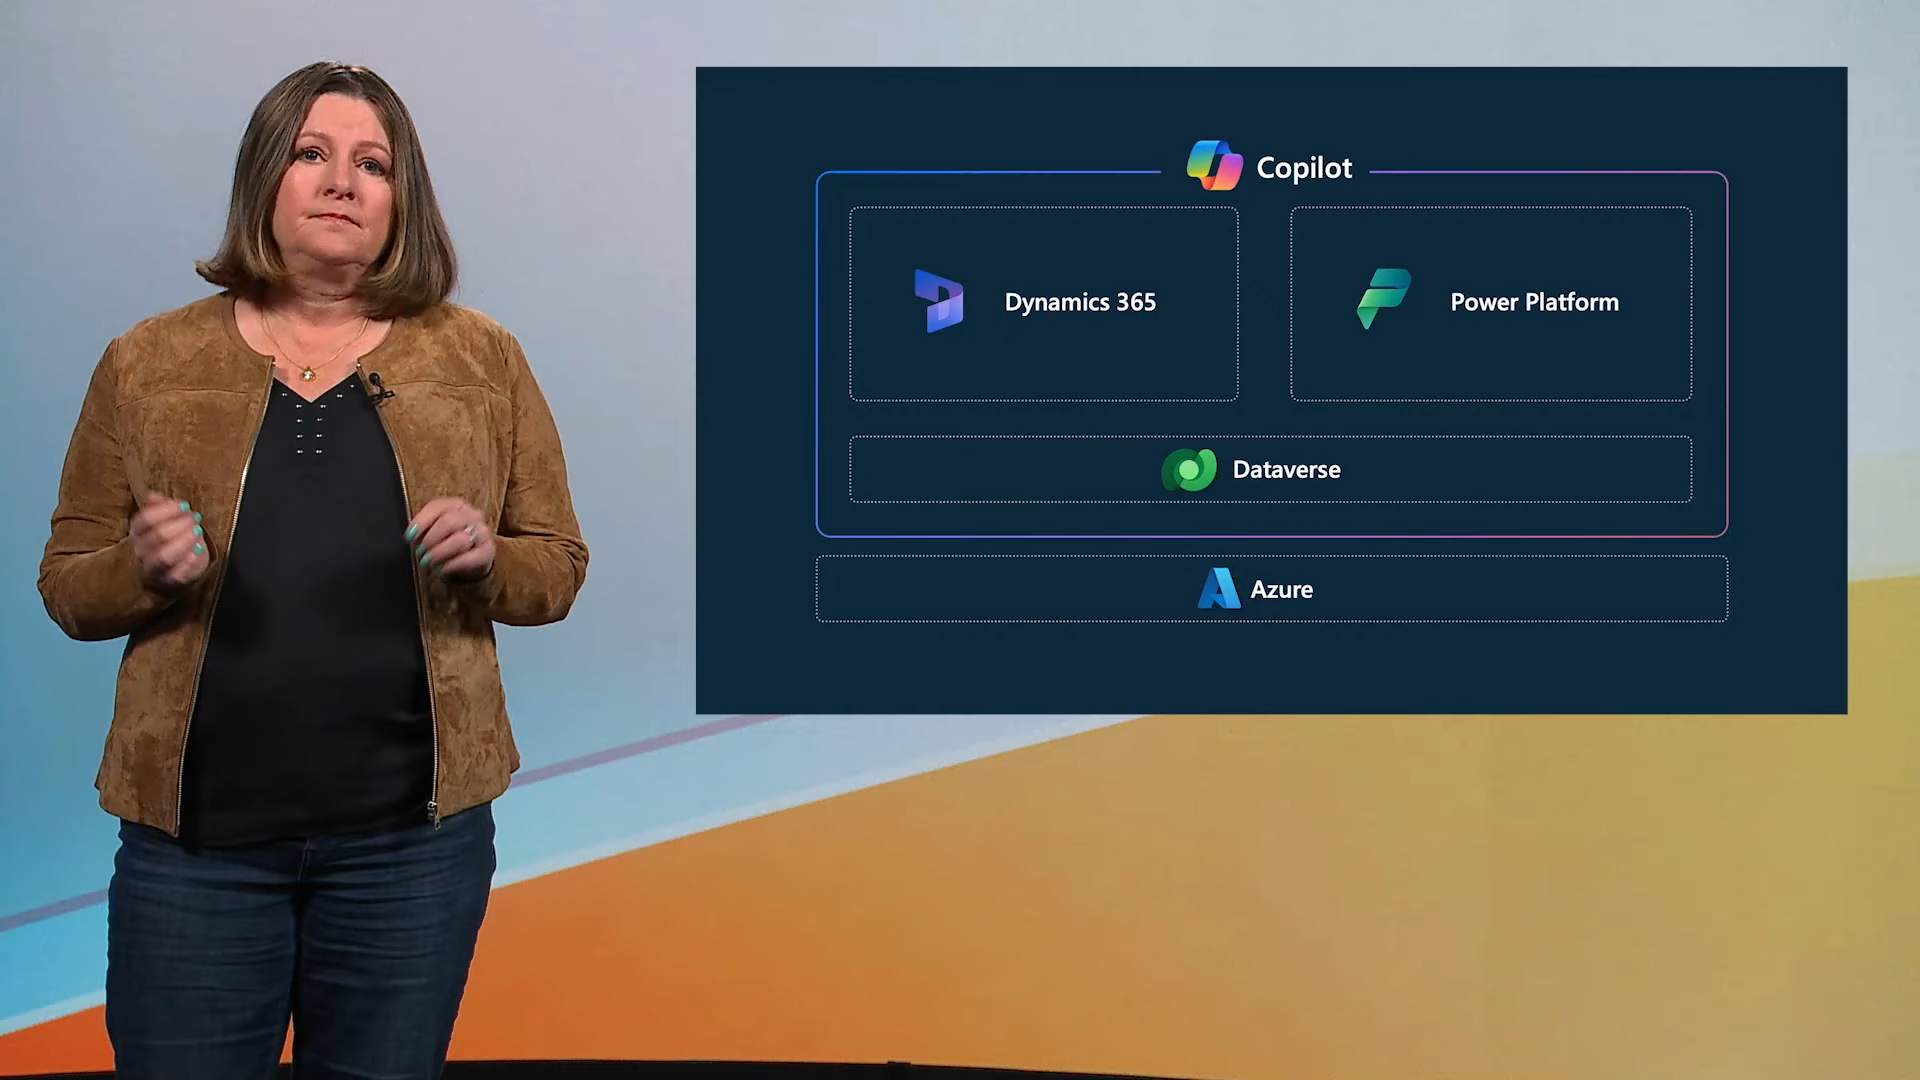 Copilot
Dynamics 365
Power Platform
Dataverse
Azure